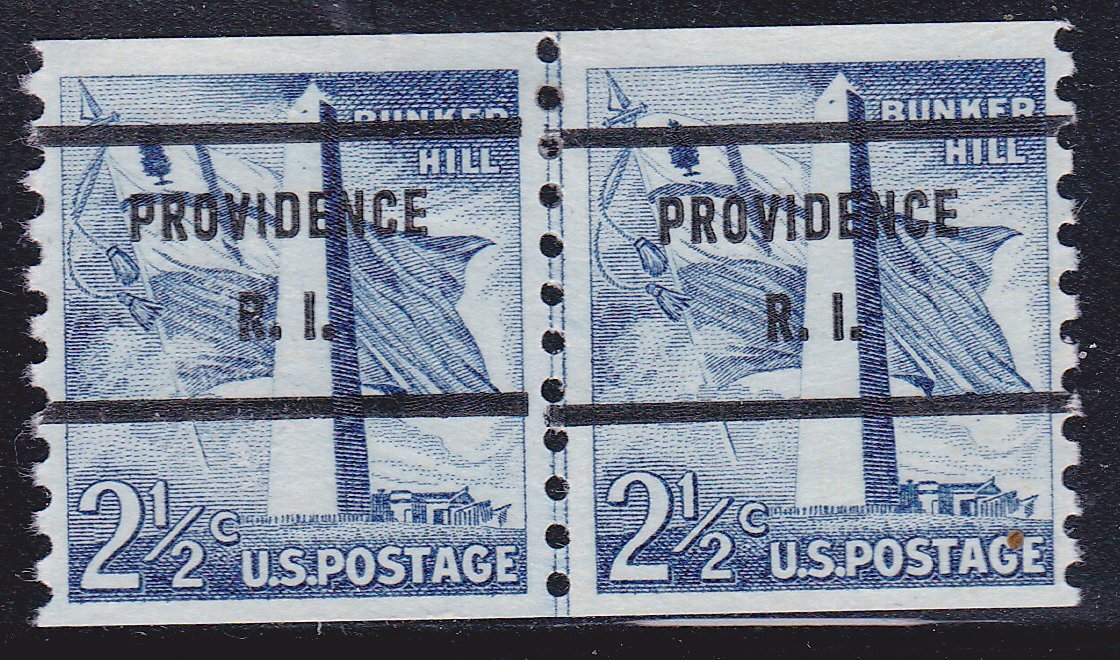 BUNKER
HILL
PROVIDENCE
R. I.
2½c
U.S.POSTAGE
BUNKER
HILL
PROVIDENCE
R. I.
2½c
U.S.POSTAGE